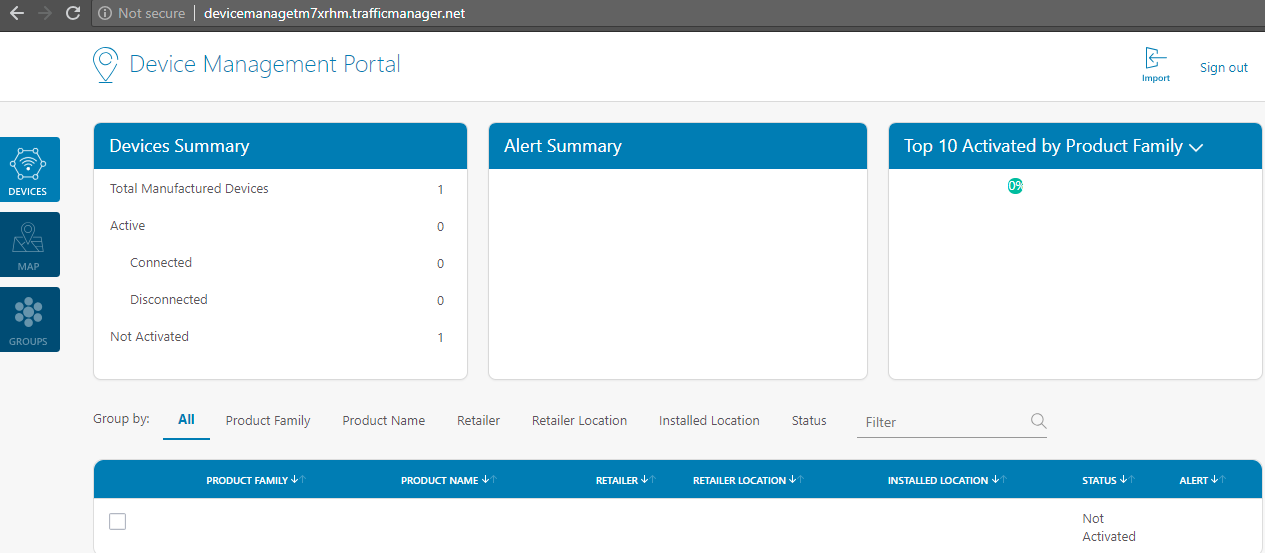 Not secure | devicemanagetm7xrhm.trafficmanager.net
Device Management Portal
Import
Sign out
DEVICES
MAP
GROUPS
Devices Summary
Total Manufactured Devices 1
Active 0
Connected 0
Disconnected 0
Not Activated 1
Alert Summary
Top 10 Activated by Product Family
0%
Group by: All Product Family Product Name Retailer Retailer Location Installed Location Status Filter
PRODUCT FAMILY PRODUCT NAME RETAILER RETAILER LOCATION INSTALLED LOCATION STATUS ALERT
Not
Activated